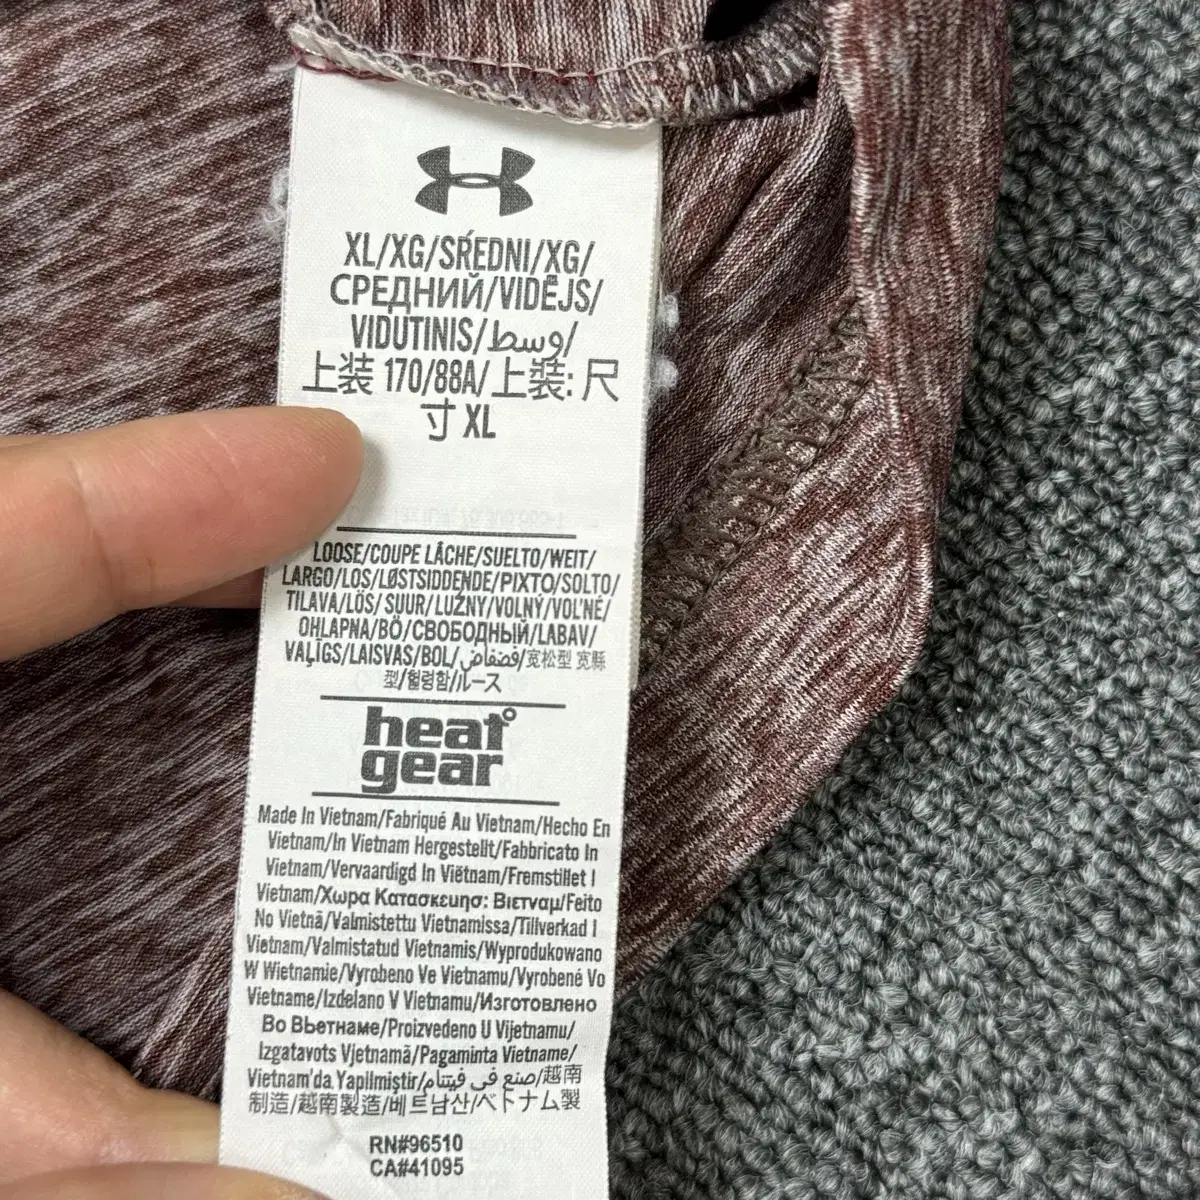 XL/XG/SŔEDNI/XG/
СРЕДНИЙ/VIDĒJS/
VIDUTINIS/وسط/
上装 170/88A/上裝: 尺
寸 XL
LOOSE/COUPE LÂCHE/SUELTO/WEIT/
LARGO/LOS/LØSTSIDDENDE/PIXTO/SOLTO/
TILAVA/LÖS/ SUUR/LUŹNY/VOLNÝ/VOL'NÉ/
OHLAPNA/BÖ/СВОБОДНЫЙ/LABAV/
VAĻĪGS/LAISVAS/BOL/فضفاض/宽松型 宽縣
型/헐렁함/ルース
heat
gear
Made In Vietnam/Fabriqué Au Vietnam/Hecho En
Vietnam/In Vietnam Hergestellt/Fabbricato In
Vietnam/Vervaardigd In Viëtnam/Fremstillet I
Vietnam/Χωρα Κατασκευησ: Βιετναμ/Feito
No Vietnã/Valmistettu Vietnamissa/Tillverkad I
Vietnam/Valmistatud Vietnamis/Wyprodukowano
W Wietnamie/Vyrobeno Ve Vietnamu/Vyrobené Vo
Vietname/Izdelano V Vietnamu/Изготовлено
Во Вьетнаме/Proizvedeno U Vijetnamu/
Izgatavots Vjetnamā/Pagaminta Vietname/
Vietnam'da Yapilmiştir/صنع في فيتنام/越南
制造/越南製造/베트남산/ベトナム製
RN#96510
CA#41095